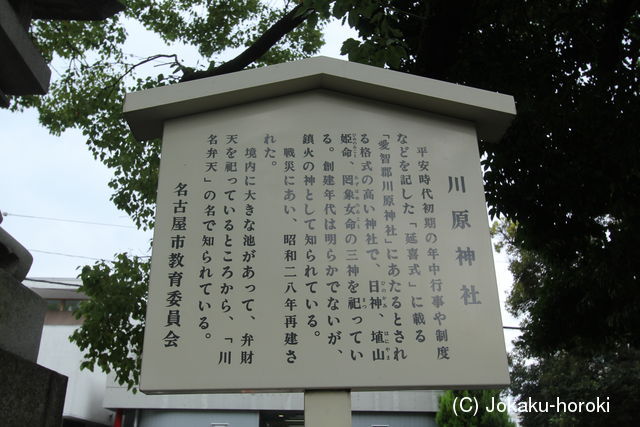 川原神社
平安時代初期の年中行事や制度
などを記した「延喜式」に載る
「愛智郡川原神社」にあたるとされ
る格式の高い神社で、日神、埴山
姫命、罔象女命の三神を祀ってい
る。創建年代は明らかでないが、
鎮火の神として知られている。
戦災にあい、昭和二八年再建さ
れた。
境内に大きな池があって、弁財
天を祀っているところから、「川
名弁天」の名で知られている。
名古屋市教育委員会
(C) Jokaku-horoki